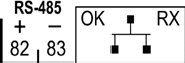 RS-485
+ –
82 83
OK RX